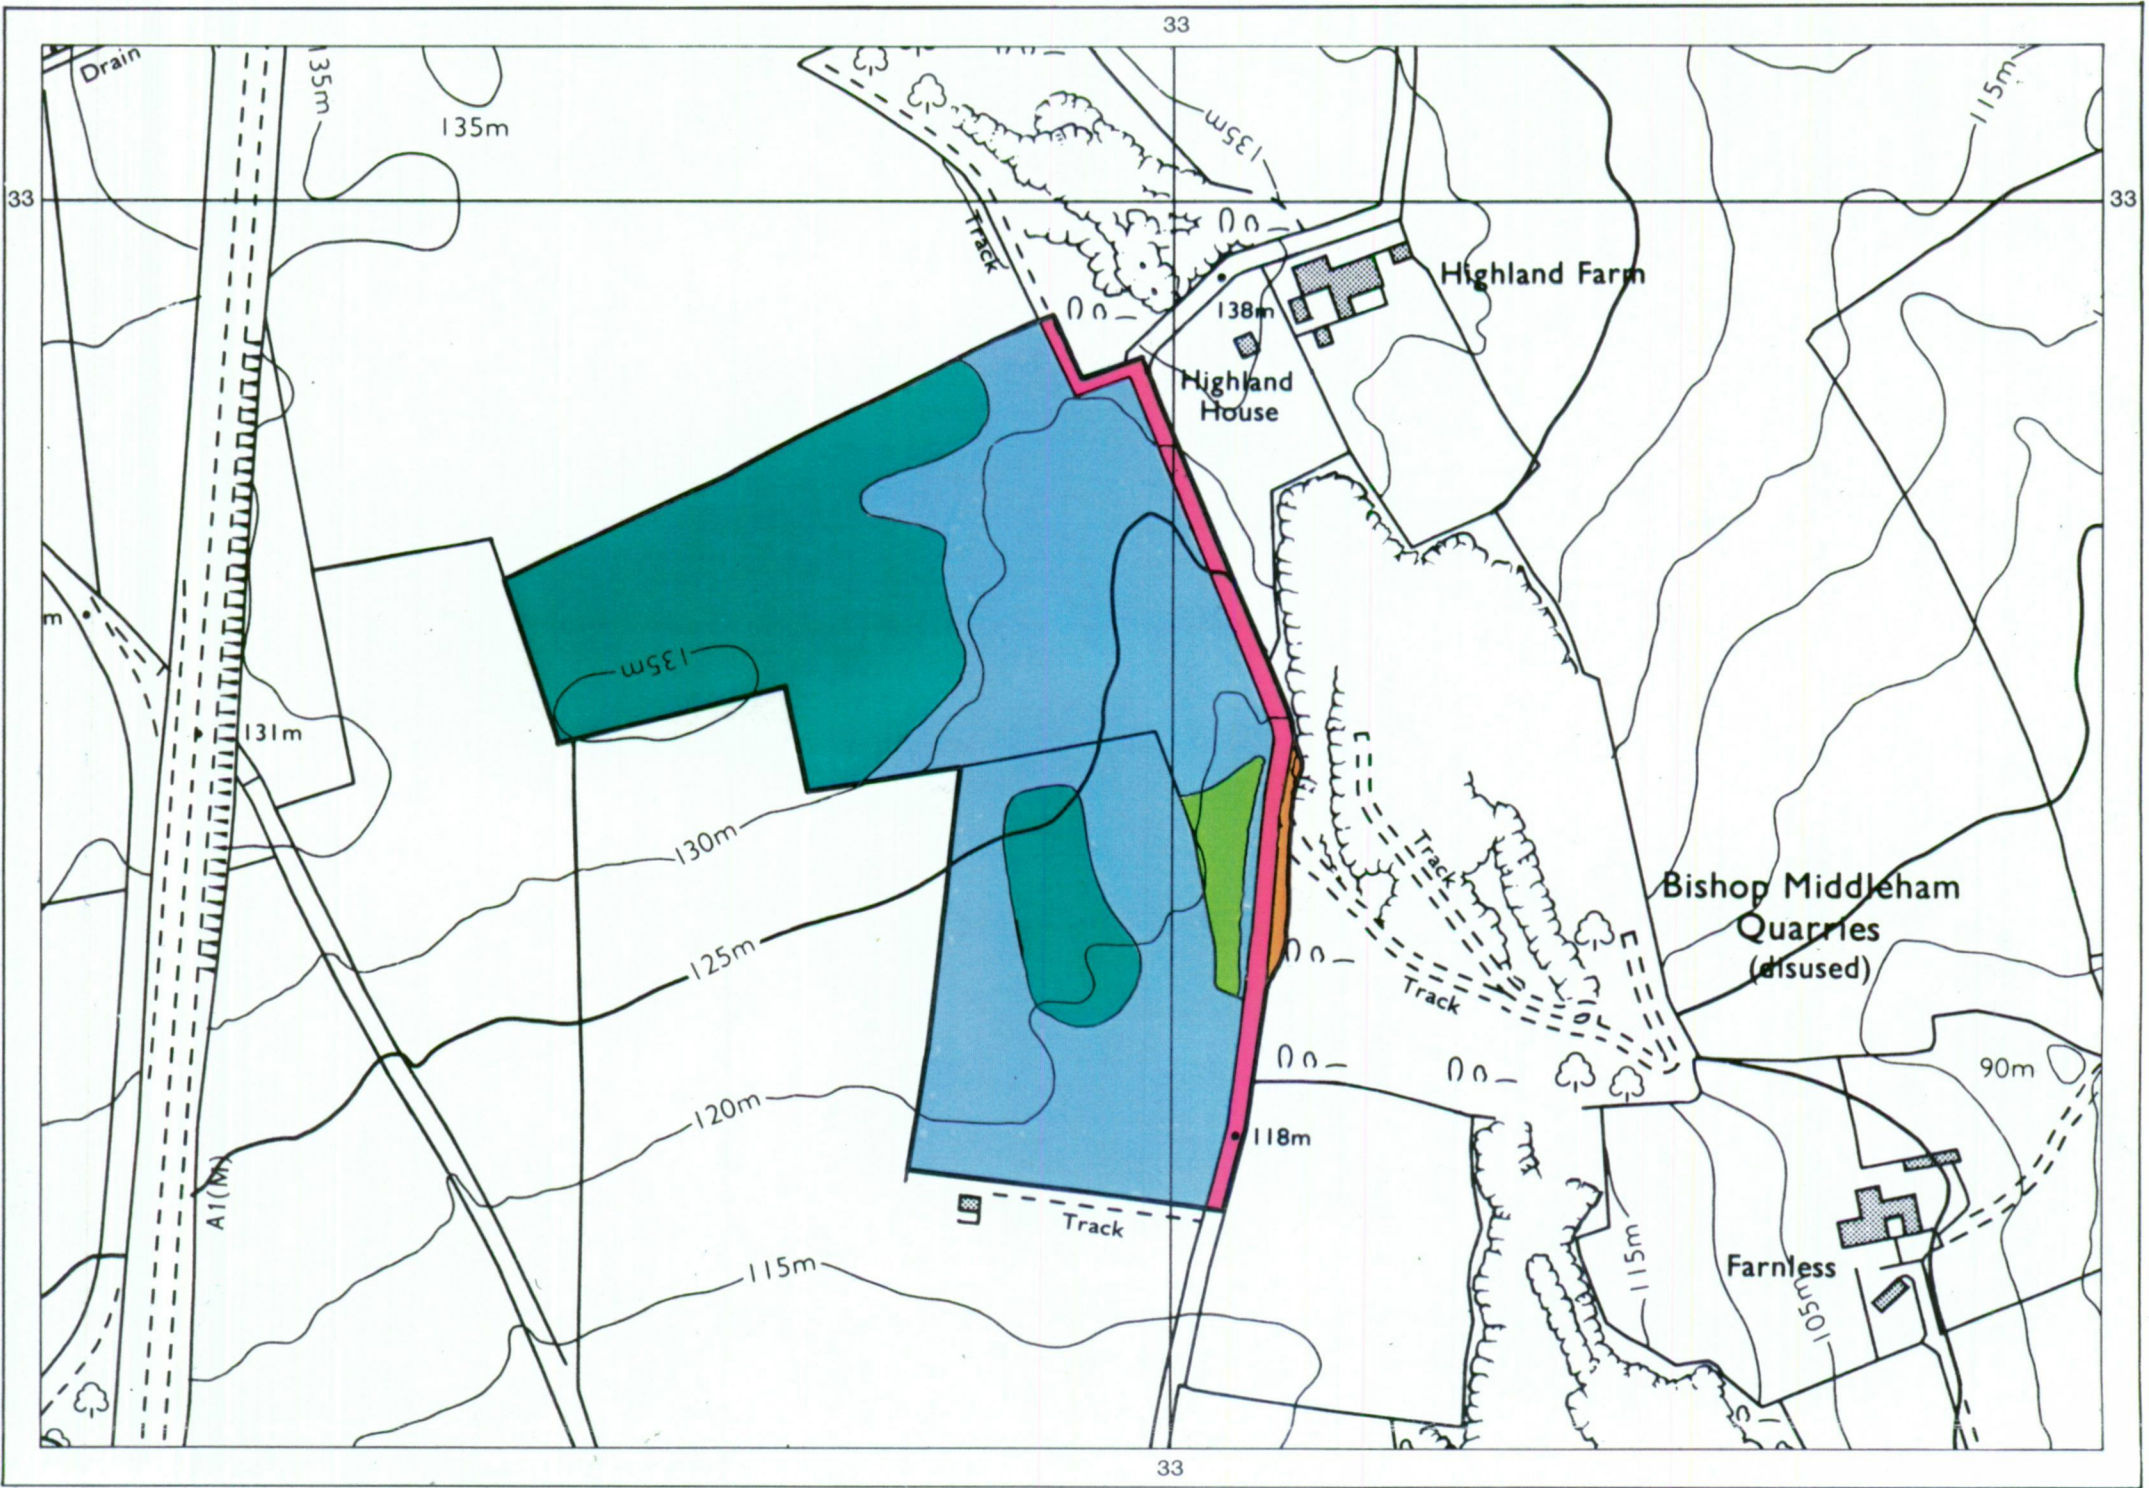 33
Drain
135m
135m
135m
115m
33
33
Track
Highland Farm
138m
Highland
House
m
135m
131m
130m
Track
Bishop Middleham
Quarries
(disused)
125m
Track
90m
120m
118m
A1(M)
Track
115m
115m
Farnless
105m
33